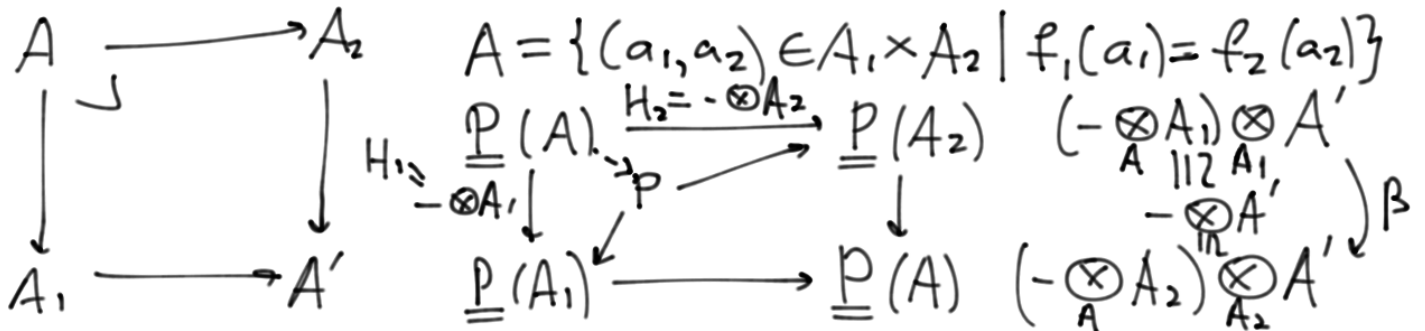 A → A₂ A = {(a₁,a₂) ∈ A₁ × A₂ | f₁(a₁) = f₂(a₂)}
H₂ = - ⊗ A₂
P(A) → P(A₂) (- ⊗_A A₁) ⊗_{A₁} A'
H₁ = - ⊗ A₁ P - ⊗ A' β
A₁ → A' P(A₁) → P(A) (- ⊗_A A₂) ⊗_{A₂} A'